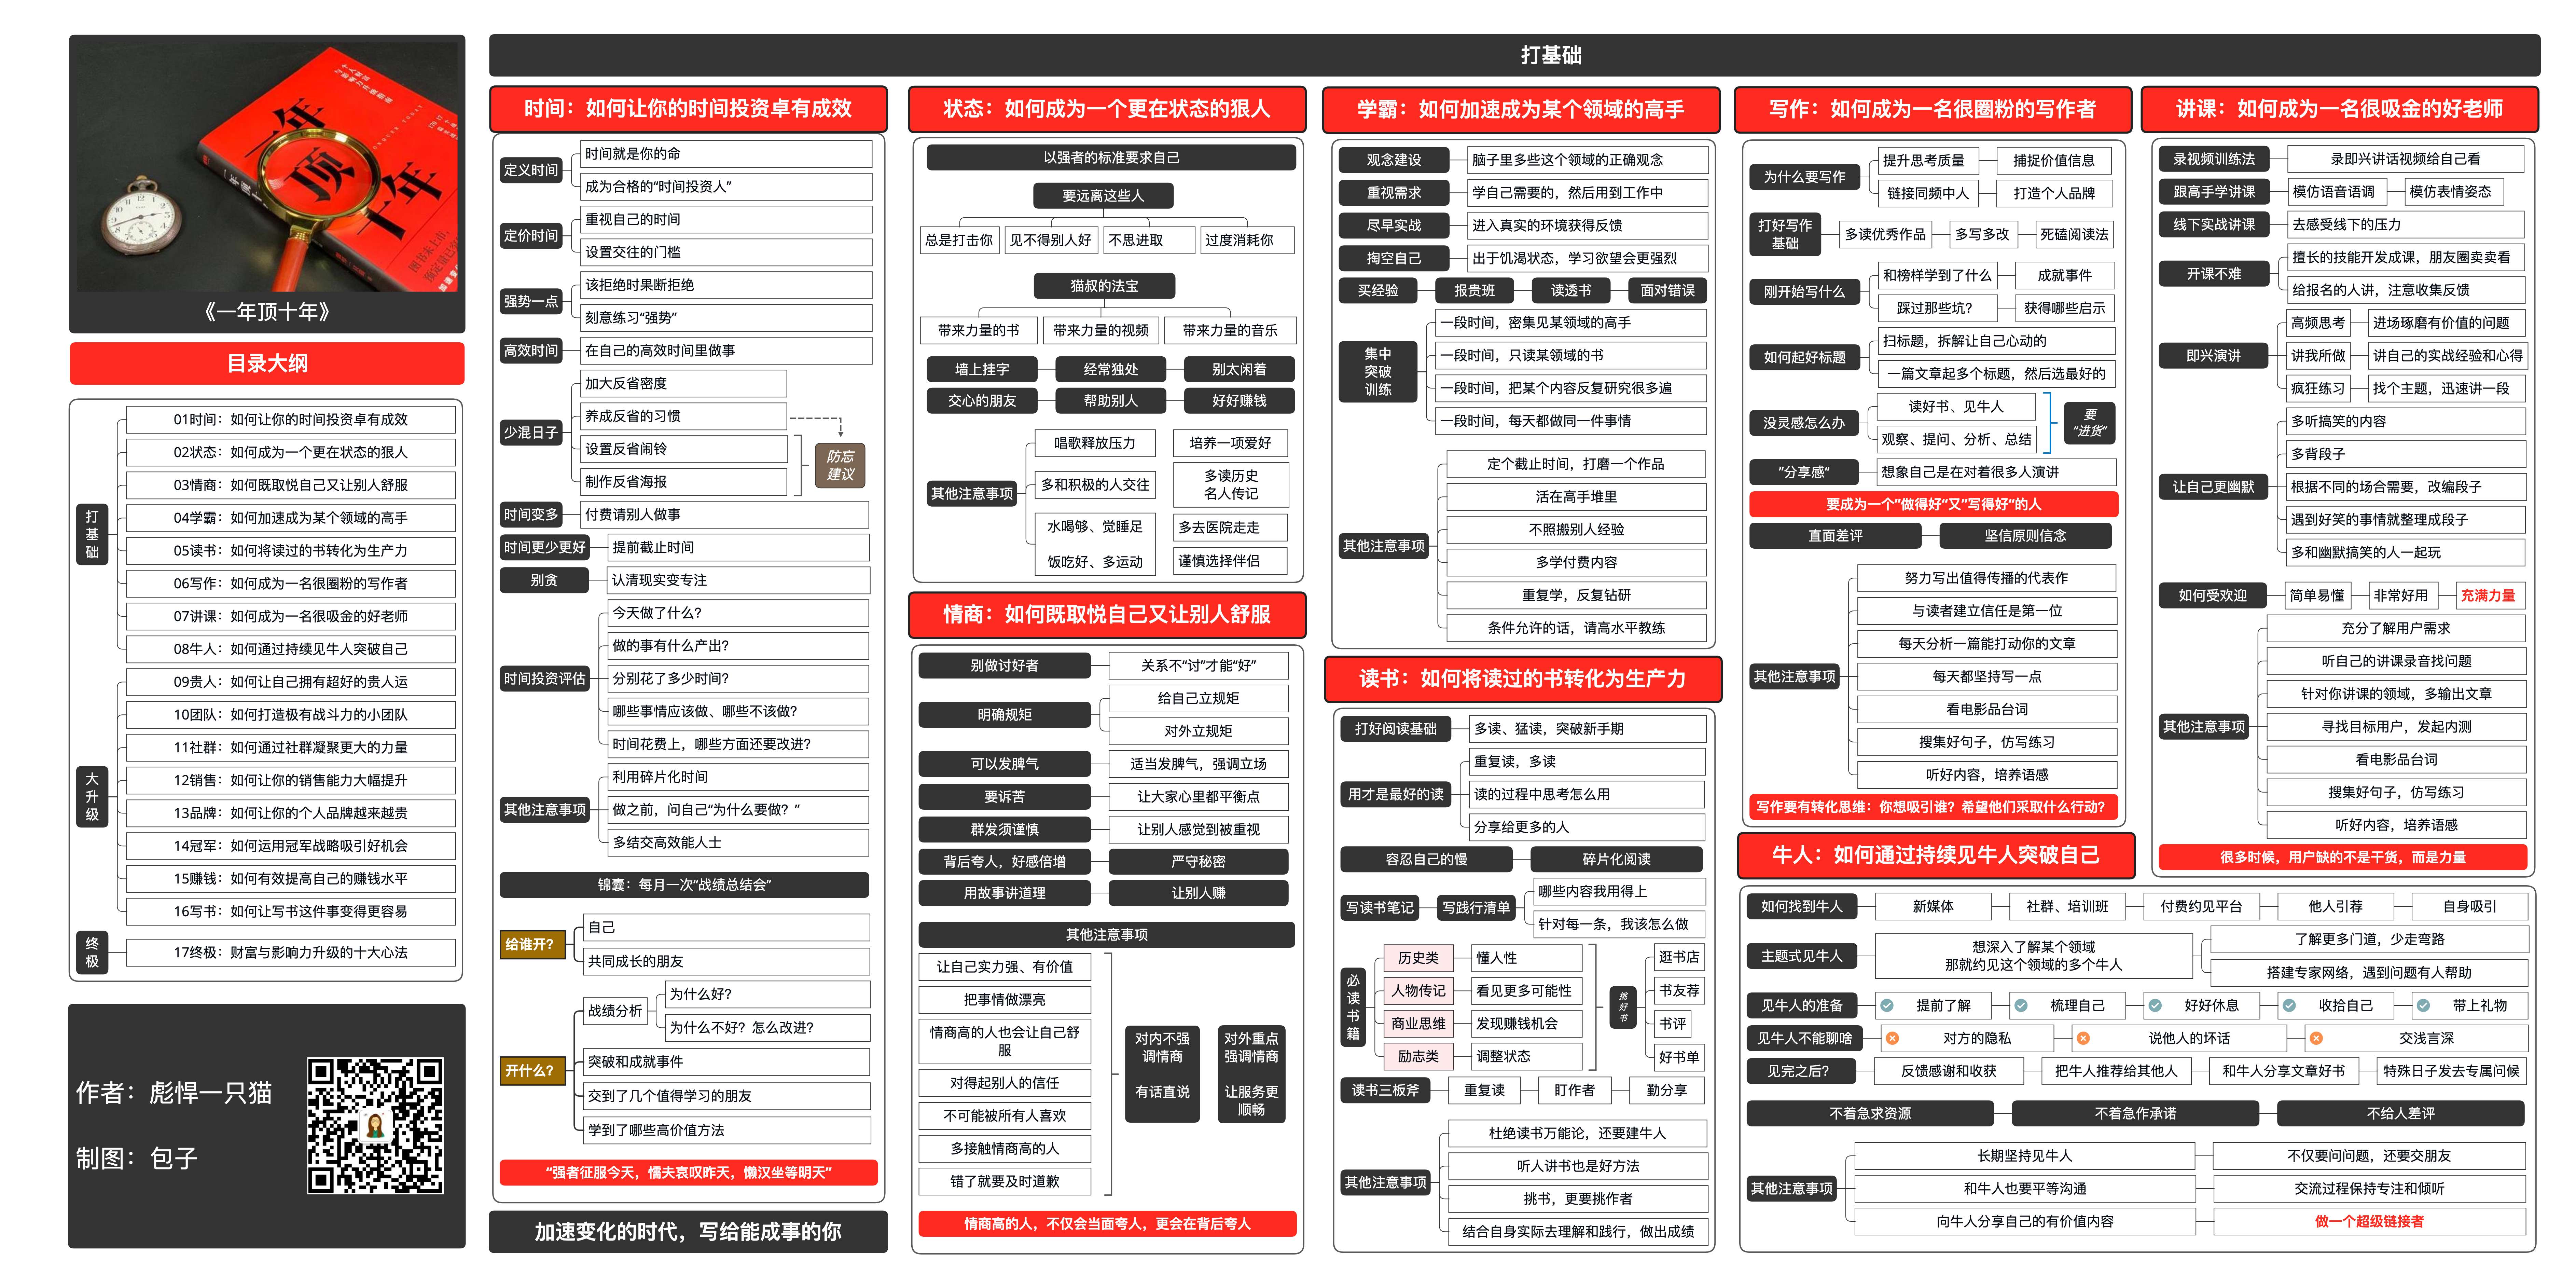 一年顶十年
《一年顶十年》
目录大纲
打基础
01时间：如何让你的时间投资卓有成效
02状态：如何成为一个更在状态的狠人
03情商：如何既取悦自己又让别人舒服
04学霸：如何加速成为某个领域的高手
05读书：如何将读过的书转化为生产力
06写作：如何成为一名很圈粉的写作者
07讲课：如何成为一名很吸金的好老师
08牛人：如何通过持续见牛人突破自己
大升级
09贵人：如何让自己拥有超好的贵人运
10团队：如何打造极有战斗力的小团队
11社群：如何通过社群凝聚更大的力量
12销售：如何让你的销售能力大幅提升
13品牌：如何让你的个人品牌越来越贵
14冠军：如何运用冠军战略吸引好机会
15赚钱：如何有效提高自己的赚钱水平
16写书：如何让写书这件事变得更容易
终极
17终极：财富与影响力升级的十大心法
作者：彪悍一只猫
制图：包子
打基础
时间：如何让你的时间投资卓有成效
定义时间
时间就是你的命
成为合格的“时间投资人”
定价时间
重视自己的时间
设置交往的门槛
强势一点
该拒绝时果断拒绝
刻意练习“强势”
高效时间
在自己的高效时间里做事
少混日子
加大反省密度
养成反省的习惯
设置反省闹铃
制作反省海报
防忘
建议
时间变多
付费请别人做事
时间更少更好
提前截止时间
别贪
认清现实变专注
时间投资评估
今天做了什么？
做的事有什么产出？
分别花了多少时间？
哪些事情应该做、哪些不该做？
时间花费上，哪些方面还要改进？
其他注意事项
利用碎片化时间
做之前，问自己“为什么要做？”
多结交高效能人士
锦囊：每月一次“战绩总结会”
给谁开？
自己
共同成长的朋友
开什么？
战绩分析
为什么好？
为什么不好？怎么改进？
突破和成就事件
交到了几个值得学习的朋友
学到了哪些高价值方法
“强者征服今天，懦夫哀叹昨天，懒汉坐等明天”
加速变化的时代，写给能成事的你
状态：如何成为一个更在状态的狠人
以强者的标准要求自己
要远离这些人
总是打击你
见不得别人好
不思进取
过度消耗你
猫叔的法宝
带来力量的书
带来力量的视频
带来力量的音乐
墙上挂字
经常独处
别太闲着
交心的朋友
帮助别人
好好赚钱
其他注意事项
唱歌释放压力
培养一项爱好
多和积极的人交往
多读历史
名人传记
水喝够、觉睡足
饭吃好、多运动
多去医院走走
谨慎选择伴侣
情商：如何既取悦自己又让别人舒服
别做讨好者
关系不“讨”才能“好”
明确规矩
给自己立规矩
对外立规矩
可以发脾气
适当发脾气，强调立场
要诉苦
让大家心里都平衡点
群发须谨慎
让别人感觉到被重视
背后夸人，好感倍增
严守秘密
用故事讲道理
让别人赚
其他注意事项
让自己实力强、有价值
把事情做漂亮
情商高的人也会让自己舒
服
对得起别人的信任
不可能被所有人喜欢
多接触情商高的人
错了就要及时道歉
对内不强
调情商
有话直说
对外重点
强调情商
让服务更
顺畅
情商高的人，不仅会当面夸人，更会在背后夸人
学霸：如何加速成为某个领域的高手
观念建设
脑子里多些这个领域的正确观念
重视需求
学自己需要的，然后用到工作中
尽早实战
进入真实的环境获得反馈
掏空自己
出于饥渴状态，学习欲望会更强烈
买经验
报贵班
读透书
面对错误
集中
突破
训练
一段时间，密集见某领域的高手
一段时间，只读某领域的书
一段时间，把某个内容反复研究很多遍
一段时间，每天都做同一件事情
其他注意事项
定个截止时间，打磨一个作品
活在高手堆里
不照搬别人经验
多学付费内容
重复学，反复钻研
条件允许的话，请高水平教练
读书：如何将读过的书转化为生产力
打好阅读基础
多读、猛读，突破新手期
用才是最好的读
重复读，多读
读的过程中思考怎么用
分享给更多的人
容忍自己的慢
碎片化阅读
写读书笔记
写践行清单
哪些内容我用得上
针对每一条，我该怎么做
必读书籍
历史类
懂人性
人物传记
看见更多可能性
商业思维
发现赚钱机会
励志类
调整状态
挑好书
逛书店
书友荐
书评
好书单
读书三板斧
重复读
盯作者
勤分享
其他注意事项
杜绝读书万能论，还要建牛人
听人讲书也是好方法
挑书，更要挑作者
结合自身实际去理解和践行，做出成绩
写作：如何成为一名很圈粉的写作者
为什么要写作
提升思考质量
捕捉价值信息
链接同频中人
打造个人品牌
打好写作
基础
多读优秀作品
多写多改
死磕阅读法
刚开始写什么
和榜样学到了什么
成就事件
踩过那些坑？
获得哪些启示
如何起好标题
扫标题，拆解让自己心动的
一篇文章起多个标题，然后选最好的
没灵感怎么办
读好书、见牛人
观察、提问、分析、总结
要
“进货”
”分享感“
想象自己是在对着很多人演讲
要成为一个“做得好”又”写得好“的人
直面差评
坚信原则信念
其他注意事项
努力写出值得传播的代表作
与读者建立信任是第一位
每天分析一篇能打动你的文章
每天都坚持写一点
看电影品台词
搜集好句子，仿写练习
听好内容，培养语感
写作要有转化思维：你想吸引谁？希望他们采取什么行动？
讲课：如何成为一名很吸金的好老师
录视频训练法
录即兴讲话视频给自己看
跟高手学讲课
模仿语音语调
模仿表情姿态
线下实战讲课
去感受线下的压力
开课不难
擅长的技能开发成课，朋友圈卖卖看
给报名的人讲，注意收集反馈
即兴演讲
高频思考
进场琢磨有价值的问题
讲我所做
讲自己的实战经验和心得
疯狂练习
找个主题，迅速讲一段
让自己更幽默
多听搞笑的内容
多背段子
根据不同的场合需要，改编段子
遇到好笑的事情就整理成段子
多和幽默搞笑的人一起玩
如何受欢迎
简单易懂
非常好用
充满力量
其他注意事项
充分了解用户需求
听自己的讲课录音找问题
针对你讲课的领域，多输出文章
寻找目标用户，发起内测
看电影品台词
搜集好句子，仿写练习
听好内容，培养语感
很多时候，用户缺的不是干货，而是力量
牛人：如何通过持续见牛人突破自己
如何找到牛人
新媒体
社群、培训班
付费约见平台
他人引荐
自身吸引
主题式见牛人
想深入了解某个领域
那就约见这个领域的多个牛人
了解更多门道，少走弯路
搭建专家网络，遇到问题有人帮助
见牛人的准备
提前了解
梳理自己
好好休息
收拾自己
带上礼物
见牛人不能聊啥
对方的隐私
说他人的坏话
交浅言深
见完之后？
反馈感谢和收获
把牛人推荐给其他人
和牛人分享文章好书
特殊日子发去专属问候
不着急求资源
不着急作承诺
不给人差评
其他注意事项
长期坚持见牛人
不仅要问问题，还要交朋友
和牛人也要平等沟通
交流过程保持专注和倾听
向牛人分享自己的有价值内容
做一个超级链接者